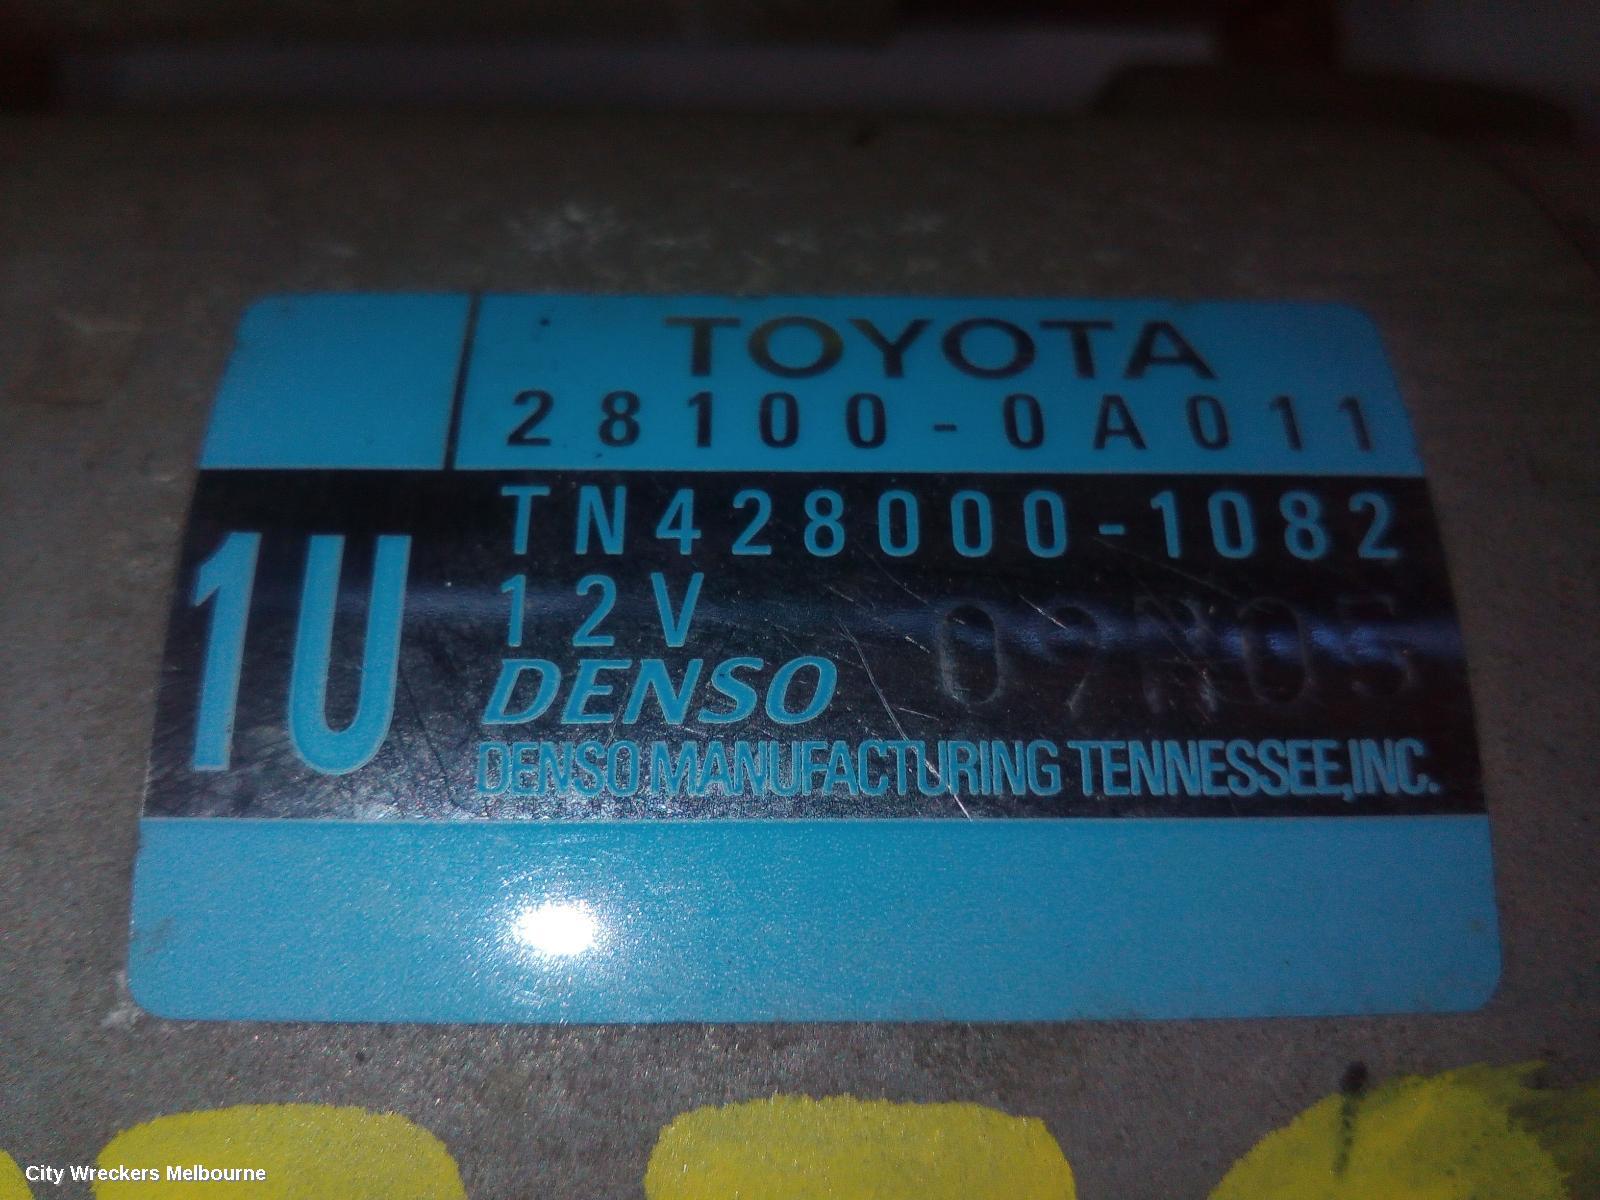 TOYOTA
28100-0A011
1U
TN428000-1082
12V
DENSO
DENSO MANUFACTURING TENNESSEE, INC.
City Wreckers Melbourne